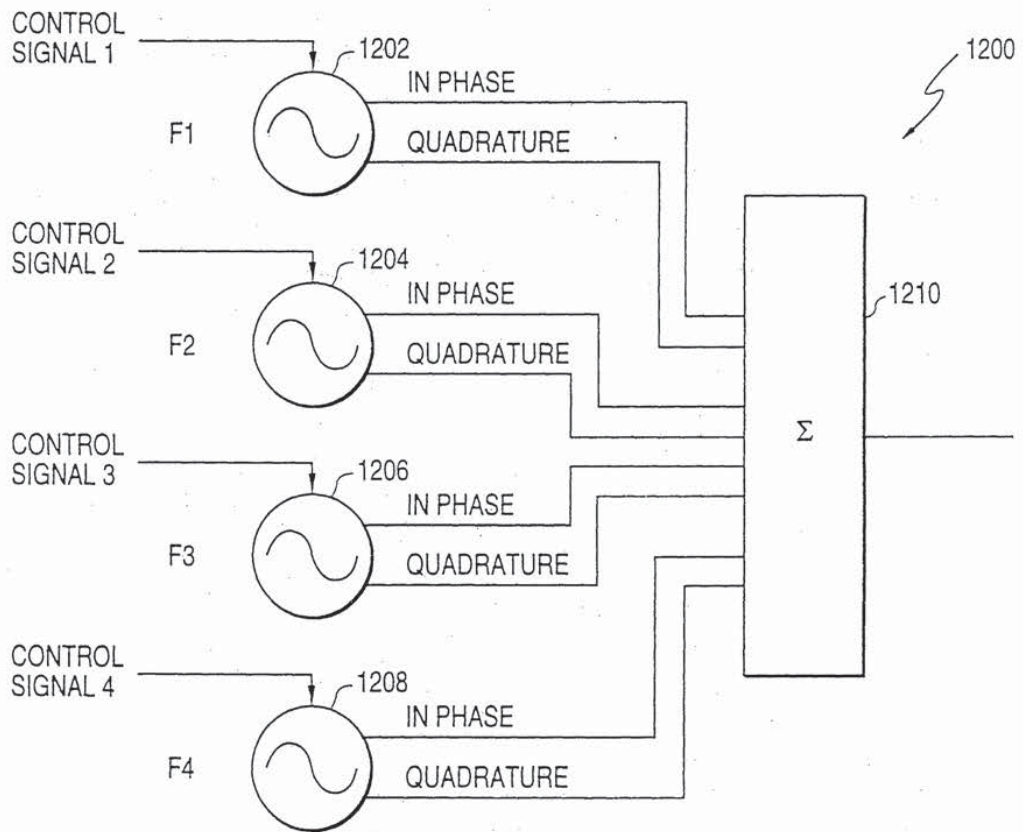 CONTROL
SIGNAL 1
1202
IN PHASE
1200
F1
QUADRATURE
CONTROL
SIGNAL 2
1204
IN PHASE
1210
F2
QUADRATURE
Σ
CONTROL
SIGNAL 3
1206
IN PHASE
F3
QUADRATURE
CONTROL
SIGNAL 4
1208
IN PHASE
F4
QUADRATURE